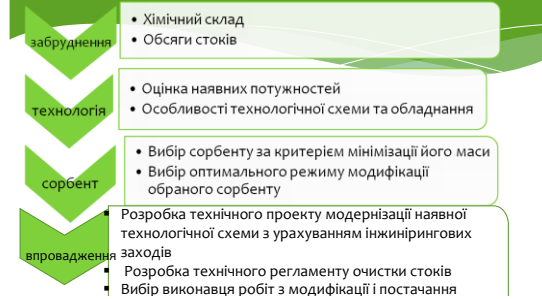 забруднення
• Хімічний склад
• Обсяги стоків
технологія
• Оцінка наявних потужностей
• Особливості технологічної схеми та обладнання
сорбент
• Вибір сорбенту за критерієм мінімізації його маси
• Вибір оптимального режиму модифікації
обраного сорбенту
впровадження
▪ Розробка технічного проекту модернізації наявної
технологічної схеми з урахуванням інжинірингових
заходів
▪ Розробка технічного регламенту очистки стоків
▪ Вибір виконавця робіт з модифікації і постачання